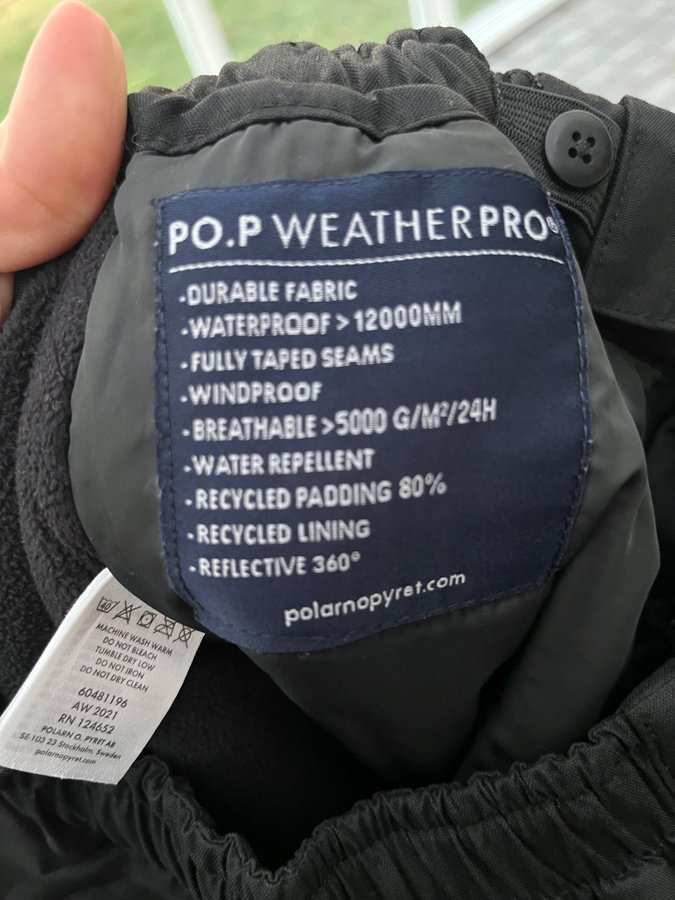 PO.P WEATHERPRO®
·DURABLE FABRIC
·WATERPROOF > 12000MM
·FULLY TAPED SEAMS
·WINDPROOF
·BREATHABLE >5000 G/M²/24H
·WATER REPELLENT
·RECYCLED PADDING 80%
·RECYCLED LINING
·REFLECTIVE 360°
polarnopyret.com
40
MACHINE WASH WARM
DO NOT BLEACH
TUMBLE DRY LOW
DO NOT IRON
DO NOT DRY CLEAN
60481196
AW 2021
RN 124652
POLARN O. PYRET AB
SE-103 23 Stockholm, Sweden
polarnopyret.com